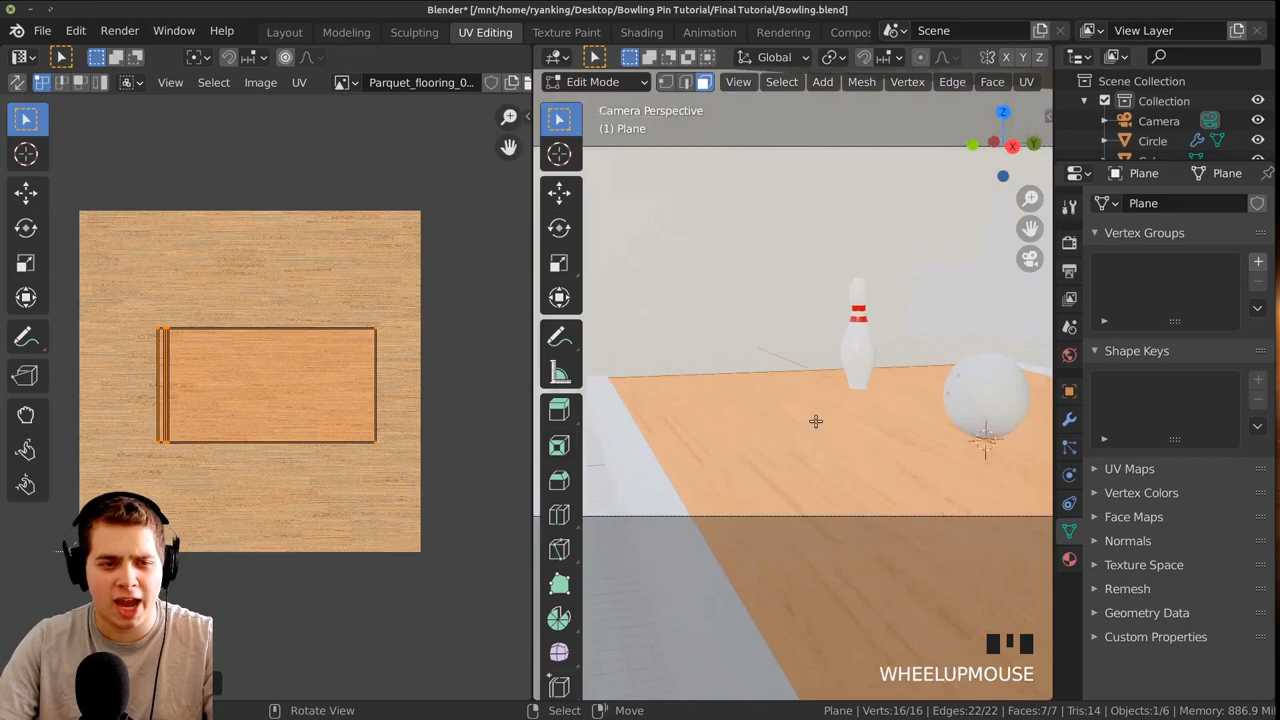 Blender* [/mnt/home/ryanking/Desktop/Bowling Pin Tutorial/Final Tutorial/Bowling.blend]
File Edit Render Window Help Layout Modeling Sculpting UV Editing Texture Paint Shading Animation Rendering Compos Scene View Layer
Global X Y Z
View Select Image UV Parquet_flooring_0... Edit Mode View Select Add Mesh Vertex Edge Face UV
Scene Collection
Collection
Camera
Circle
Camera Perspective
(1) Plane
Z
X
Y
Plane Plane
Plane
Vertex Groups
Shape Keys
UV Maps
Vertex Colors
Face Maps
Normals
Texture Space
Remesh
Geometry Data
Custom Properties
WHEELUPMOUSE
Rotate View Select Move Plane | Verts:16/16 | Edges:22/22 | Faces:7/7 | Tris:14 | Objects:1/6 | Memory: 886.9 M